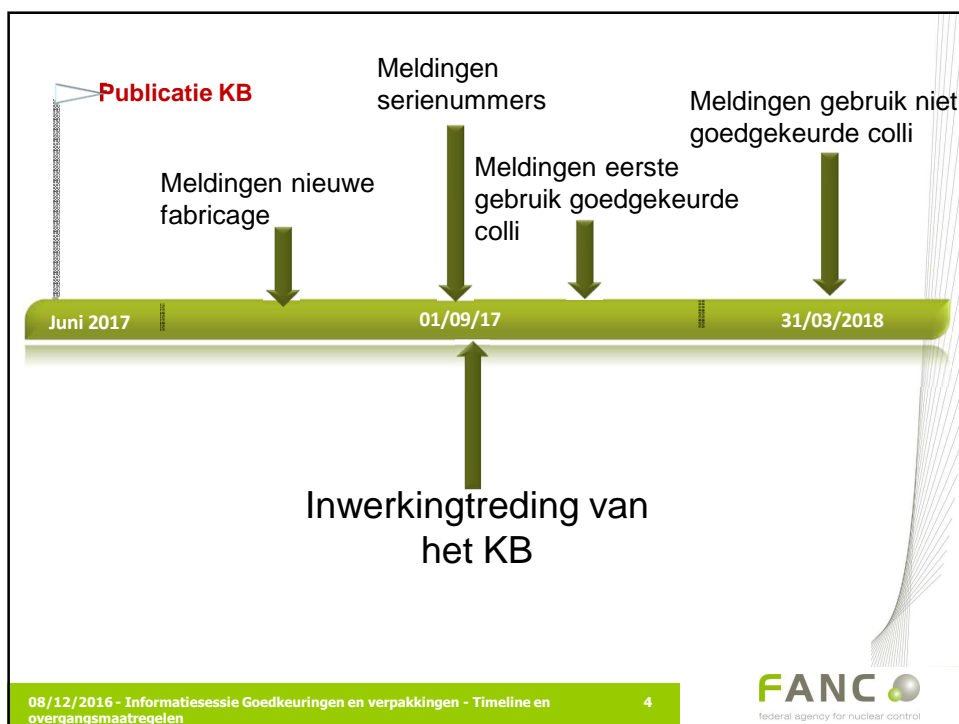 Publicatie KB
Meldingen
serienummers
Meldingen gebruik niet
goedgekeurde colli
Meldingen nieuwe
fabricage
Meldingen eerste
gebruik goedgekeurde
colli
Juni 2017
01/09/17
31/03/2018
Inwerkingtreding van
het KB
08/12/2016 - Informatiesessie Goedkeuringen en verpakkingen - Timeline en
overgangsmaatregelen
4
FANC
federal agency for nuclear control